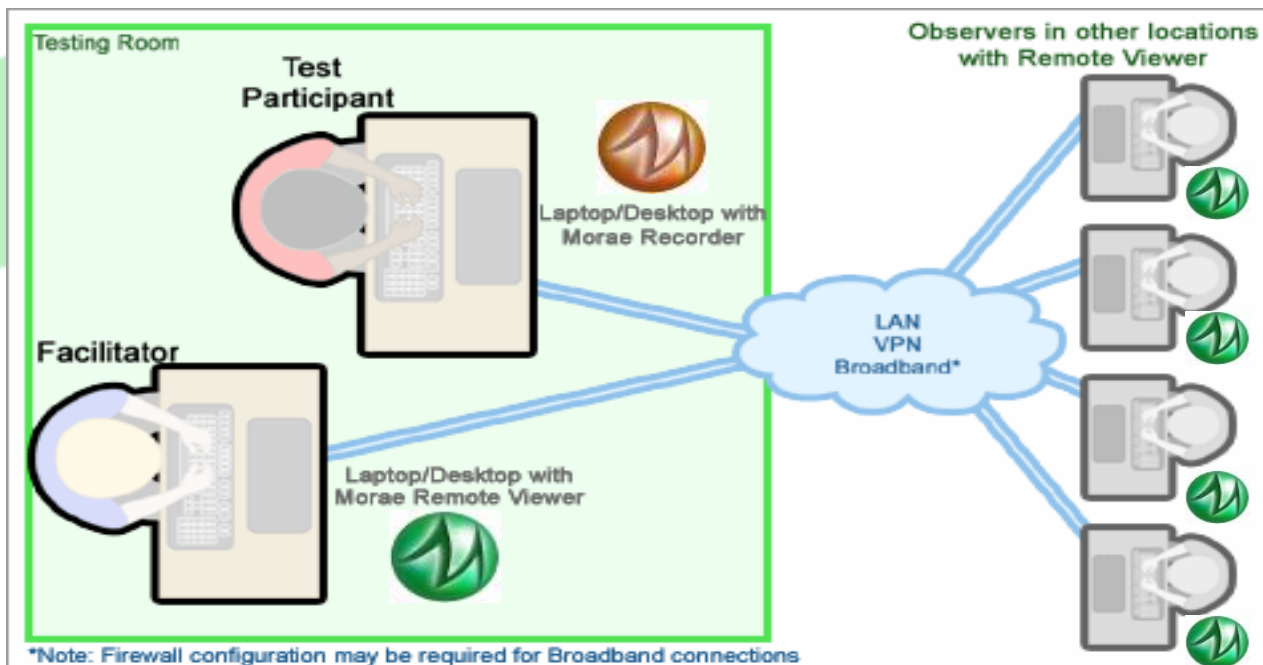 Testing Room
Test
Participant
Laptop/Desktop with
Morae Recorder
Facilitator
Laptop/Desktop with
Morae Remote Viewer
LAN
VPN
Broadband*
Observers in other locations
with Remote Viewer
*Note: Firewall configuration may be required for Broadband connections